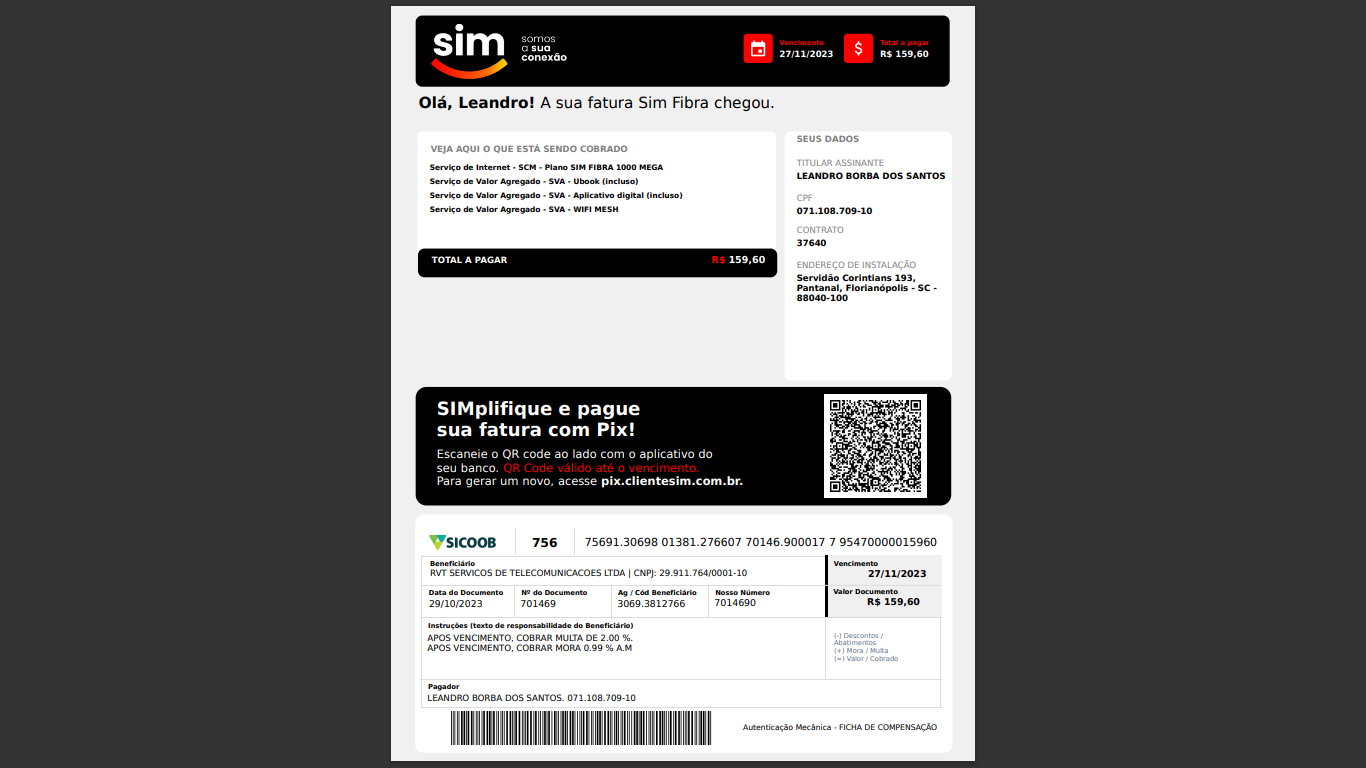 sim
somos
a sua
conexão
Vencimento
27/11/2023
Total a pagar
R$ 159,60
Olá, Leandro! A sua fatura Sim Fibra chegou.
VEJA AQUI O QUE ESTÁ SENDO COBRADO
Serviço de Internet - SCM - Plano SIM FIBRA 1000 MEGA
Serviço de Valor Agregado - SVA - Ubook (incluso)
Serviço de Valor Agregado - SVA - Aplicativo digital (incluso)
Serviço de Valor Agregado - SVA - WIFI MESH
TOTAL A PAGAR R$ 159,60
SEUS DADOS
TITULAR ASSINANTE
LEANDRO BORBA DOS SANTOS
CPF
071.108.709-10
CONTRATO
37640
ENDEREÇO DE INSTALAÇÃO
Servidão Corintians 193,
Pantanal, Florianópolis - SC -
88040-100
SIMplifique e pague
sua fatura com Pix!
Escaneie o QR code ao lado com o aplicativo do
seu banco. QR Code válido até o vencimento.
Para gerar um novo, acesse pix.clientesim.com.br.
SICOOB 756 75691.30698 01381.276607 70146.900017 7 95470000015960
Beneficiário
RVT SERVICOS DE TELECOMUNICACOES LTDA | CNPJ: 29.911.764/0001-10
Vencimento
27/11/2023
Data do Documento
29/10/2023
Nº do Documento
701469
Ag / Cód Beneficiário
3069.3812766
Nosso Número
7014690
Valor Documento
R$ 159,60
Instruções (texto de responsabilidade do Beneficiário)
APOS VENCIMENTO, COBRAR MULTA DE 2.00 %.
APOS VENCIMENTO, COBRAR MORA 0.99 % A.M
(-) Descontos /
Abatimentos
(+) Mora / Multa
(=) Valor / Cobrado
Pagador
LEANDRO BORBA DOS SANTOS. 071.108.709-10
Autenticação Mecânica - FICHA DE COMPENSAÇÃO